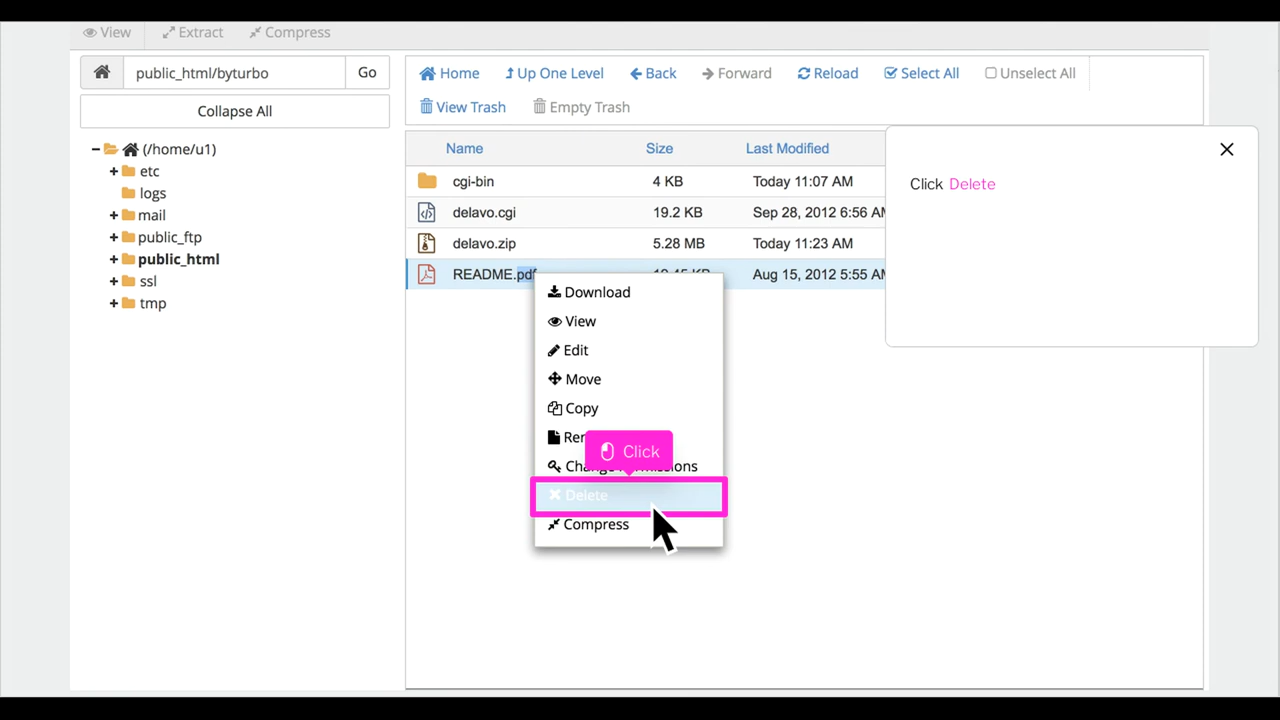 View Extract Compress
public_html/byturbo Go
Collapse All
(/home/u1)
etc
logs
mail
public_ftp
public_html
ssl
tmp
Home Up One Level Back Forward Reload Select All Unselect All
View Trash Empty Trash
Name Size Last Modified
cgi-bin 4 KB Today 11:07 AM
delavo.cgi 19.2 KB Sep 28, 2012 6:56 AM
delavo.zip 5.28 MB Today 11:23 AM
README.pdf Aug 15, 2012 5:55 AM
Download
View
Edit
Move
Copy
Click
Delete
Compress
Click Delete